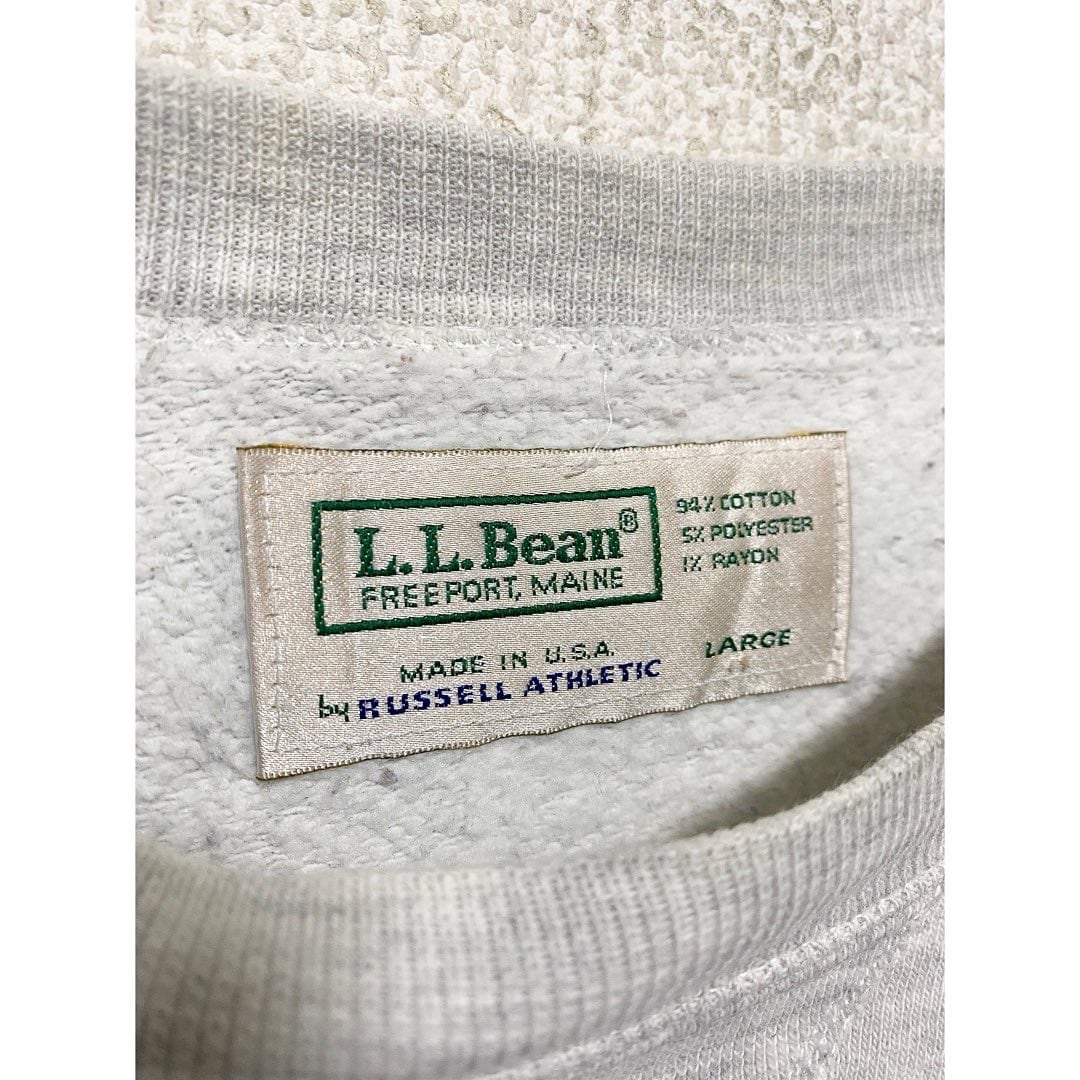 L.L.Bean®
FREEPORT, MAINE
94% COTTON
5% POLYESTER
1% RAYON
MADE IN U.S.A.
by RUSSELL ATHLETIC
LARGE